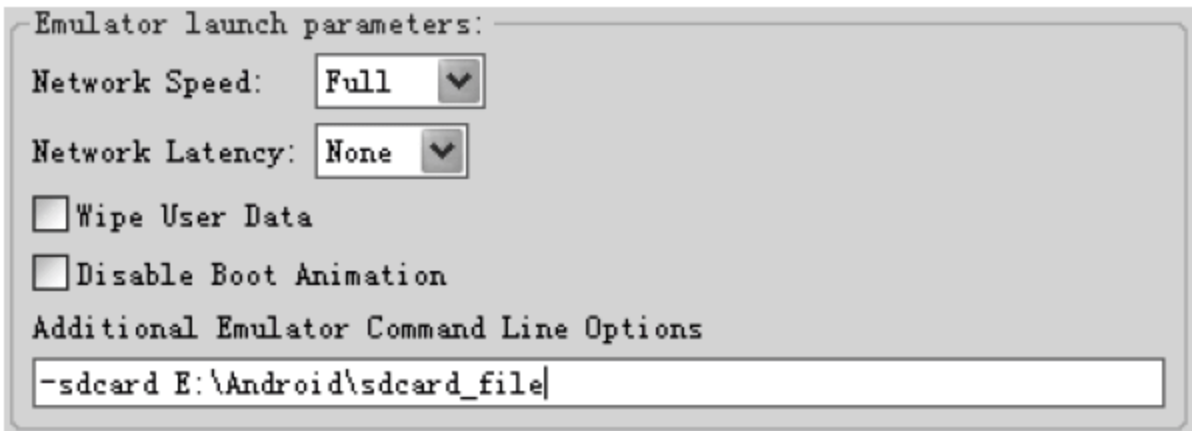 Emulator launch parameters:
Network Speed: Full
Network Latency: None
Wipe User Data
Disable Boot Animation
Additional Emulator Command Line Options
-sdcard E:\Android\sdcard_file